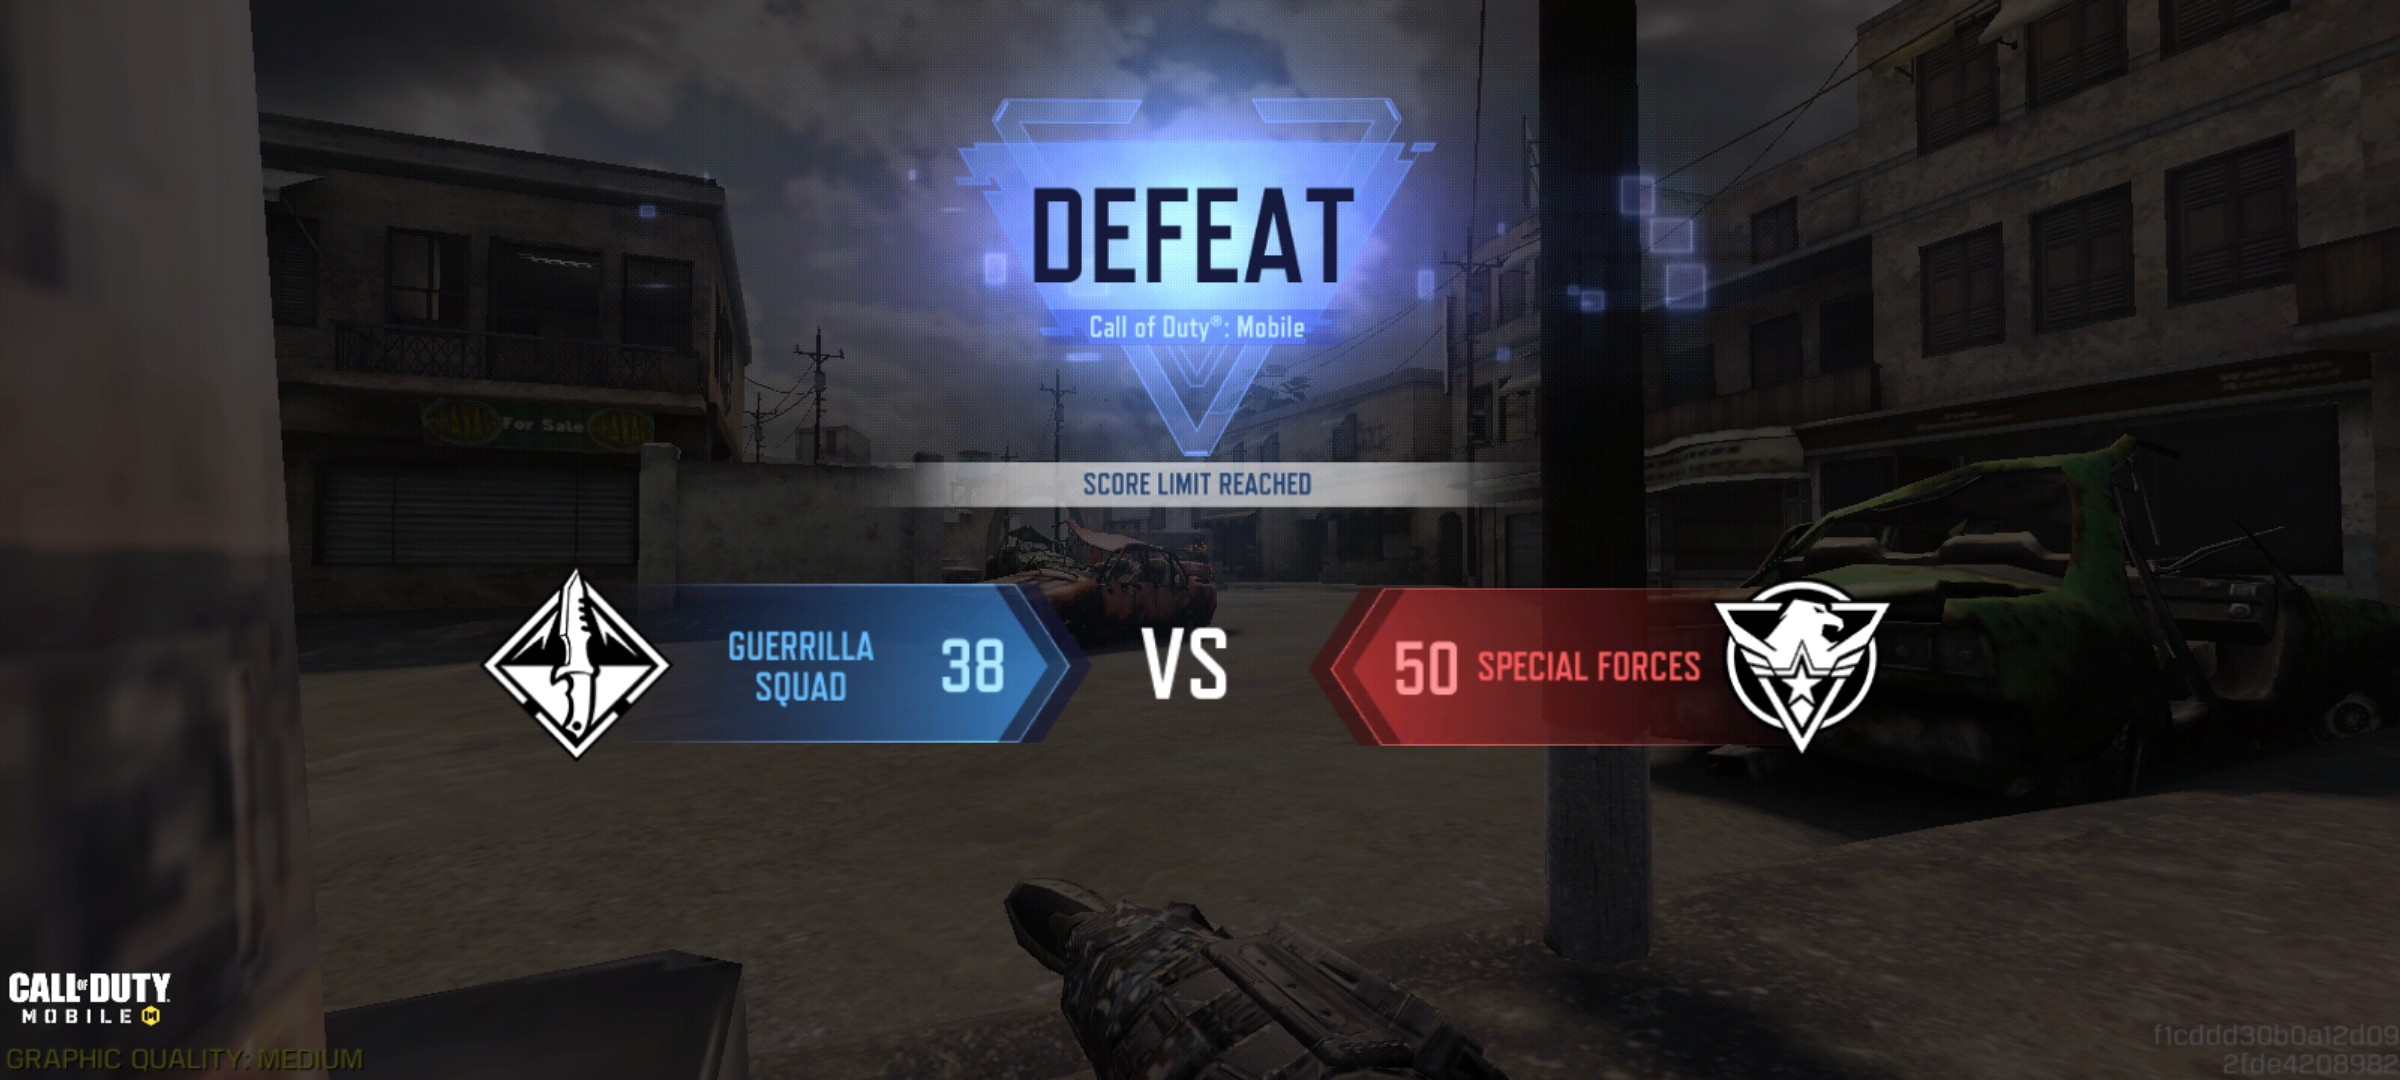 DEFEAT
Call of Duty®: Mobile
For Sale
SCORE LIMIT REACHED
GUERRILLA
SQUAD
38
VS
50 SPECIAL FORCES
CALL OF DUTY
MOBILE
GRAPHIC QUALITY: MEDIUM
f1cddd30b0a12d09
2fde4208982